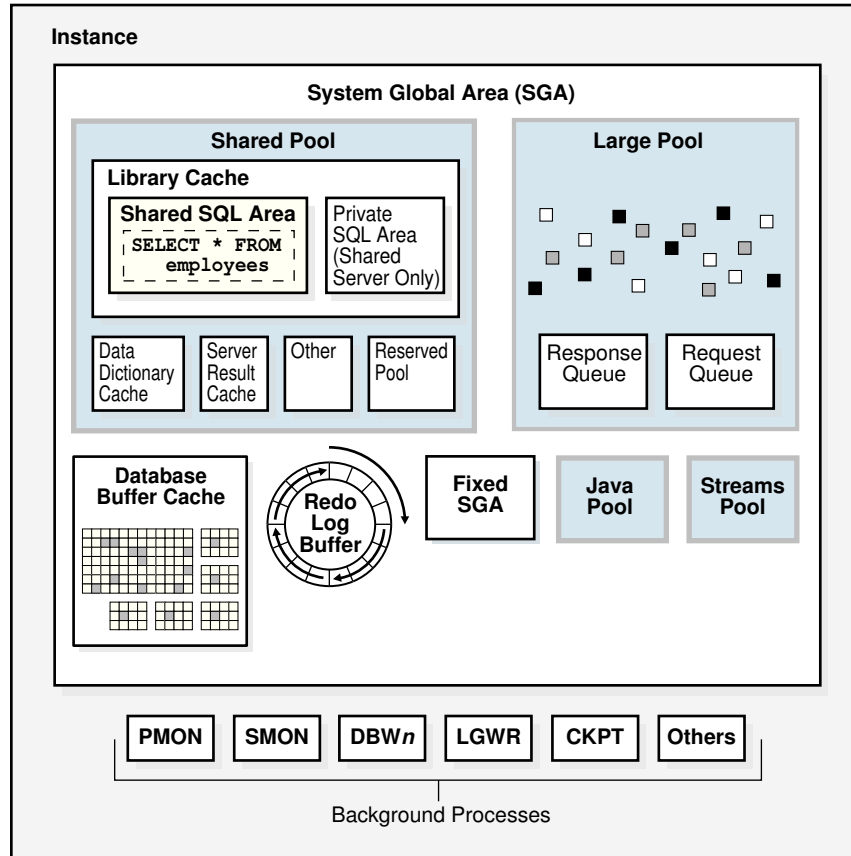 Instance
System Global Area (SGA)
Shared Pool
Library Cache
Shared SQL Area
SELECT * FROM
employees
Private
SQL Area
(Shared
Server Only)
Data
Dictionary
Cache
Server
Result
Cache
Other
Reserved
Pool
Large Pool
Response
Queue
Request
Queue
Database
Buffer Cache
Redo
Log
Buffer
Fixed
SGA
Java
Pool
Streams
Pool
PMON
SMON
DBWn
LGWR
CKPT
Others
Background Processes